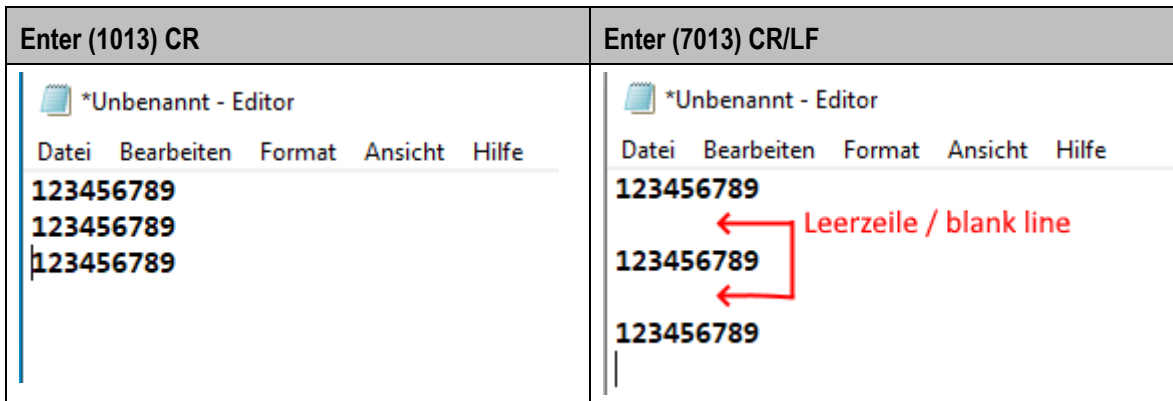 Enter (1013) CR
*Unbenannt - Editor
Datei Bearbeiten Format Ansicht Hilfe
123456789
123456789
123456789
Enter (7013) CR/LF
*Unbenannt - Editor
Datei Bearbeiten Format Ansicht Hilfe
123456789
Leerzeile / blank line
123456789
123456789